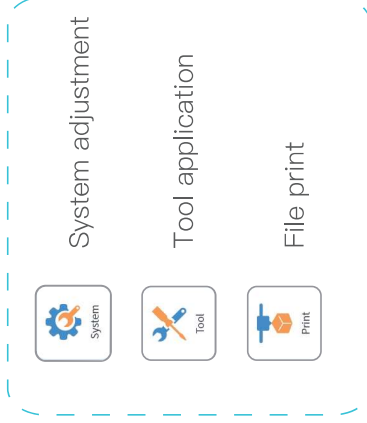 System
System adjustment
Tool
Tool application
Print
File print